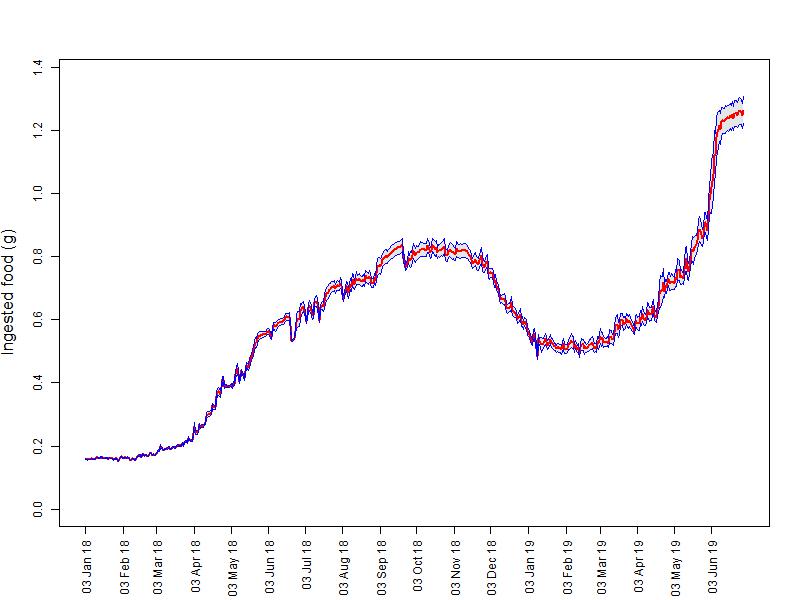 Ingested food (g)
1.4
1.2
1.0
0.8
0.6
0.4
0.2
0.0
03 Jan 18
03 Feb 18
03 Mar 18
03 Apr 18
03 May 18
03 Jun 18
03 Jul 18
03 Aug 18
03 Sep 18
03 Oct 18
03 Nov 18
03 Dec 18
03 Jan 19
03 Feb 19
03 Mar 19
03 Apr 19
03 May 19
03 Jun 19